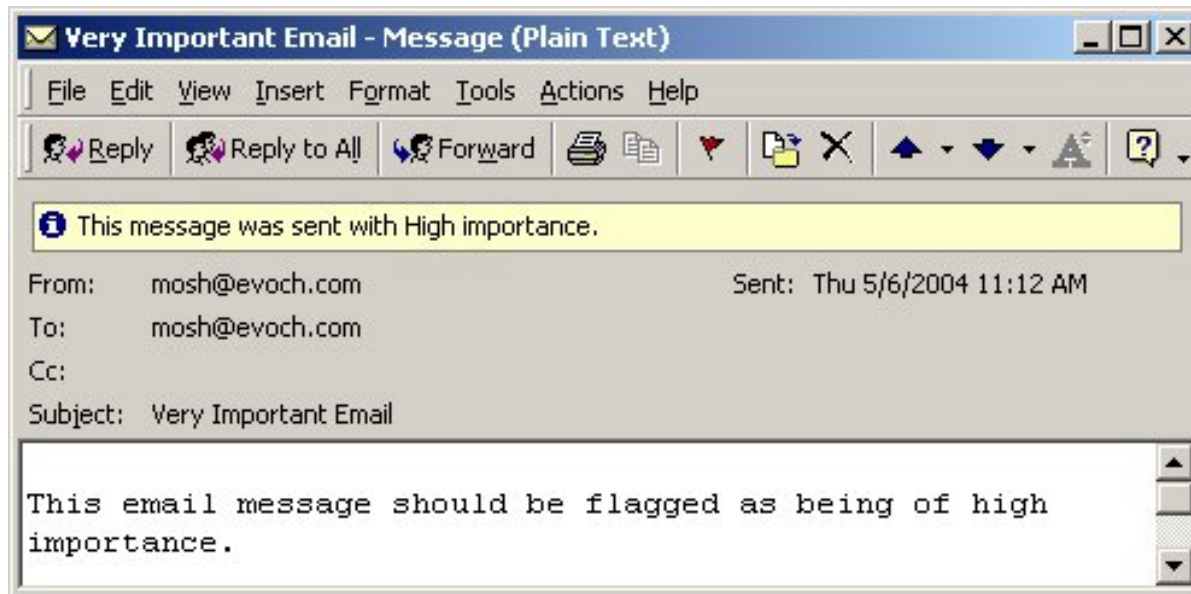 Very Important Email - Message (Plain Text)
File Edit View Insert Format Tools Actions Help
Reply Reply to All Forward
This message was sent with High importance.
From: mosh@evoch.com Sent: Thu 5/6/2004 11:12 AM
To: mosh@evoch.com
Cc:
Subject: Very Important Email
This email message should be flagged as being of high
importance.